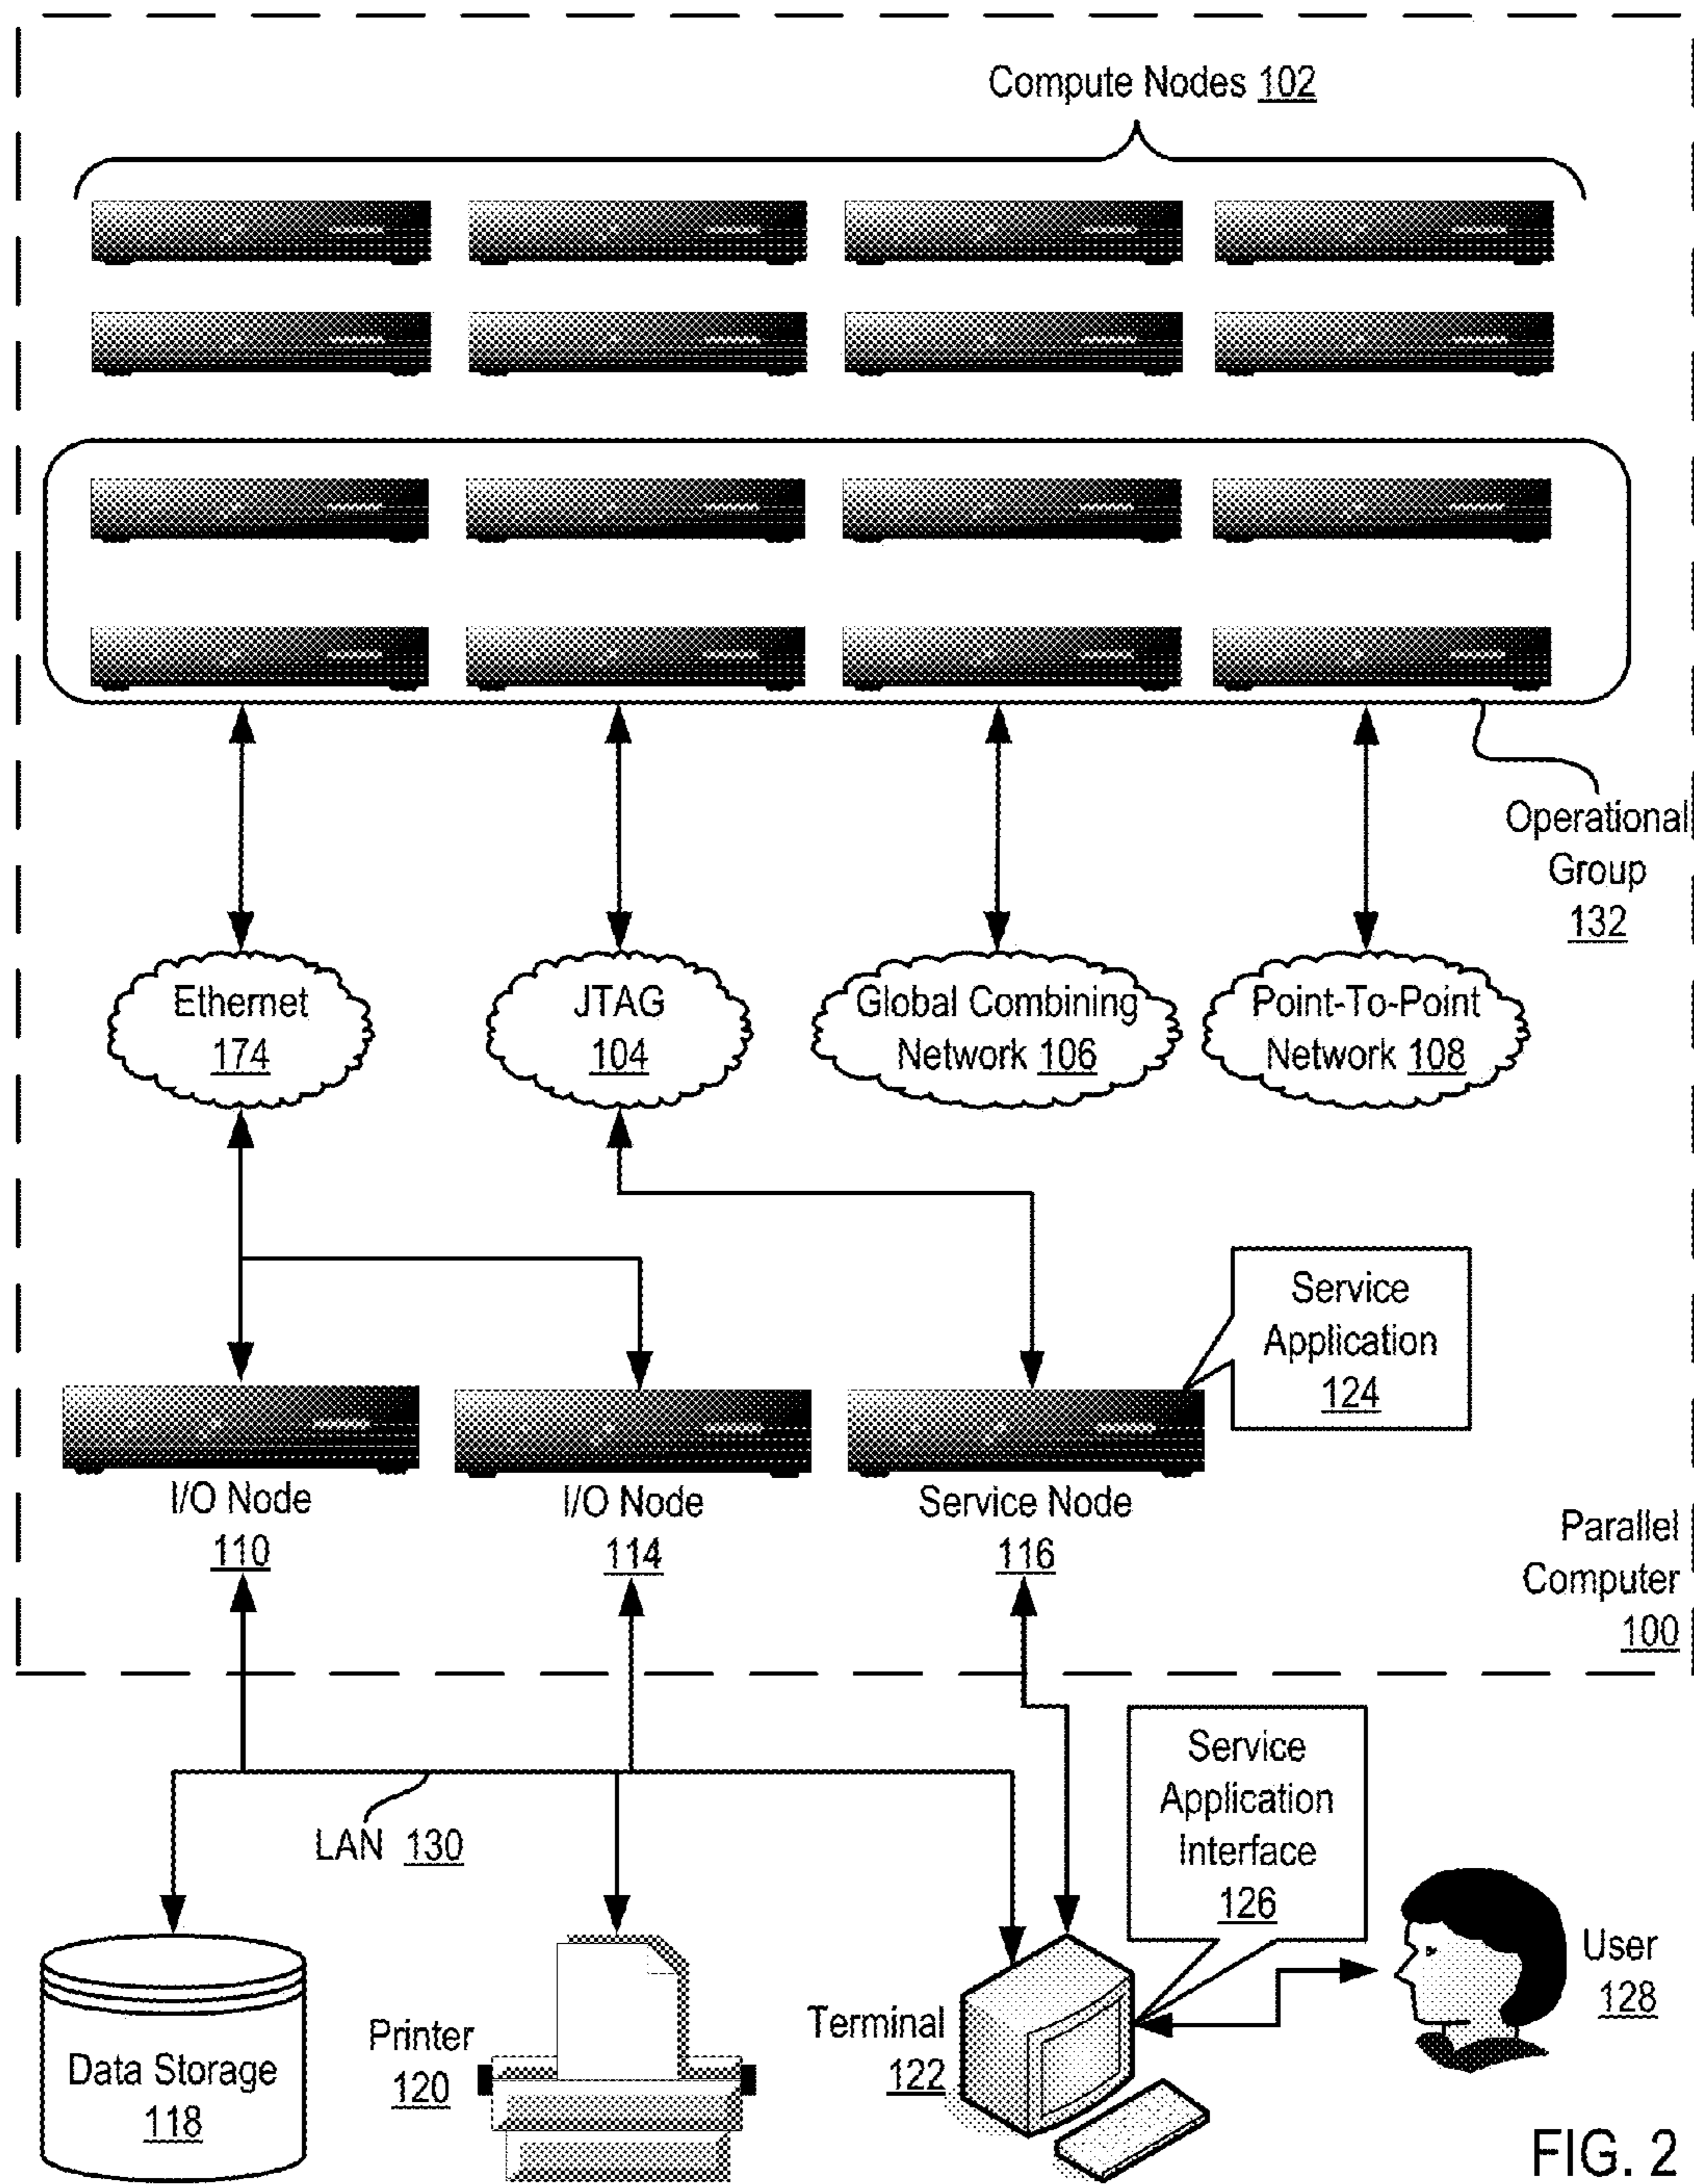 Compute Nodes 102
Operational
Group
132
Ethernet
174
JTAG
104
Global Combining
Network 106
Point-To-Point
Network 108
Service
Application
124
I/O Node
110
I/O Node
114
Service Node
116
Parallel
Computer
100
Service
Application
Interface
126
LAN 130
User
128
Data Storage
118
Printer
120
Terminal
122
FIG. 2